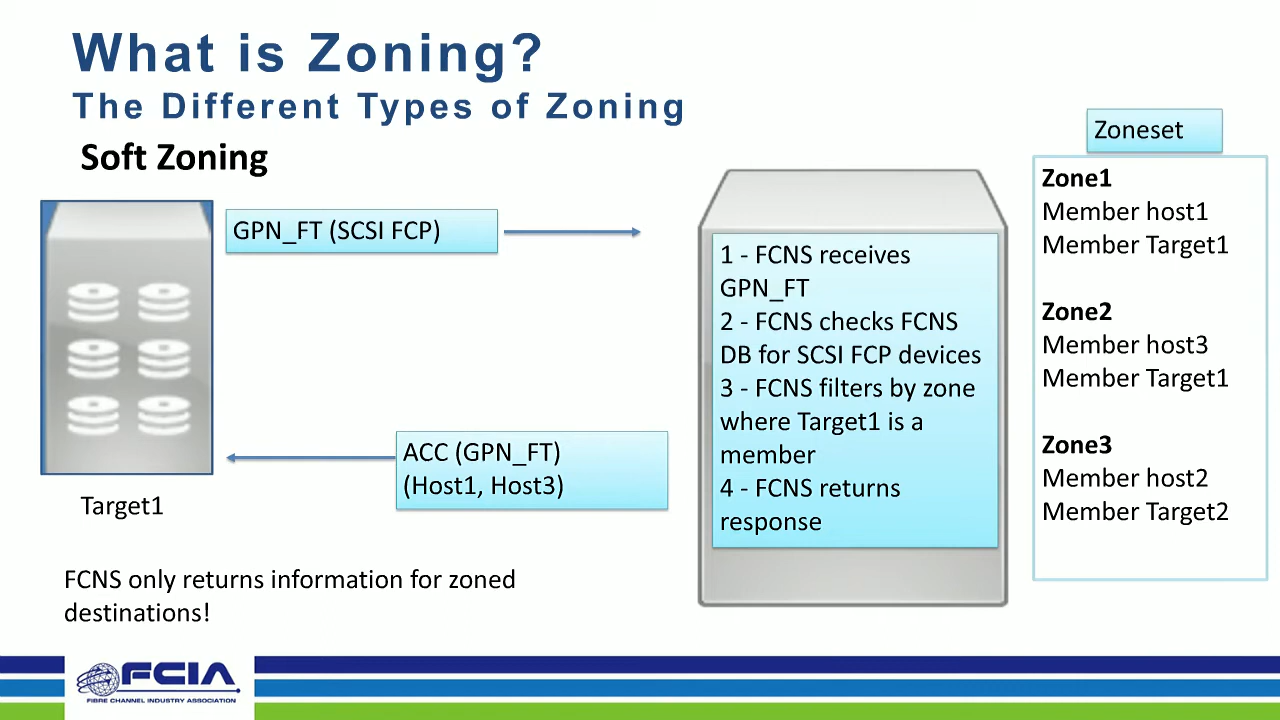 What is Zoning?
The Different Types of Zoning
Soft Zoning
GPN_FT (SCSI FCP)
ACC (GPN_FT)
(Host1, Host3)
Target1
FCNS only returns information for zoned
destinations!
1 - FCNS receives
GPN_FT
2 - FCNS checks FCNS
DB for SCSI FCP devices
3 - FCNS filters by zone
where Target1 is a
member
4 - FCNS returns
response
Zoneset
Zone1
Member host1
Member Target1
Zone2
Member host3
Member Target1
Zone3
Member host2
Member Target2
FCIA
FIBRE CHANNEL INDUSTRY ASSOCIATION